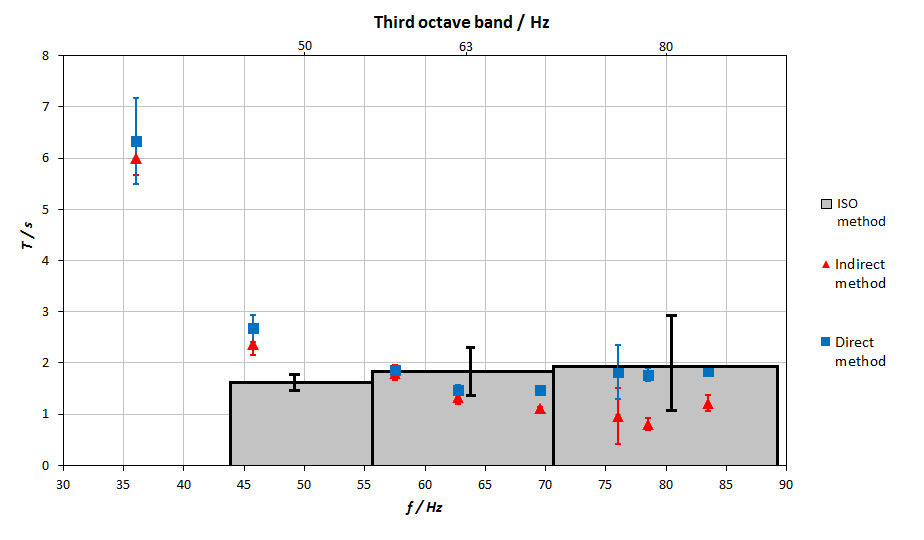 Third octave band / Hz
50 63 80
8
7
6
5
4
3
2
1
0
T / s
30 35 40 45 50 55 60 65 70 75 80 85 90
f / Hz
ISO
method
Indirect
method
Direct
method